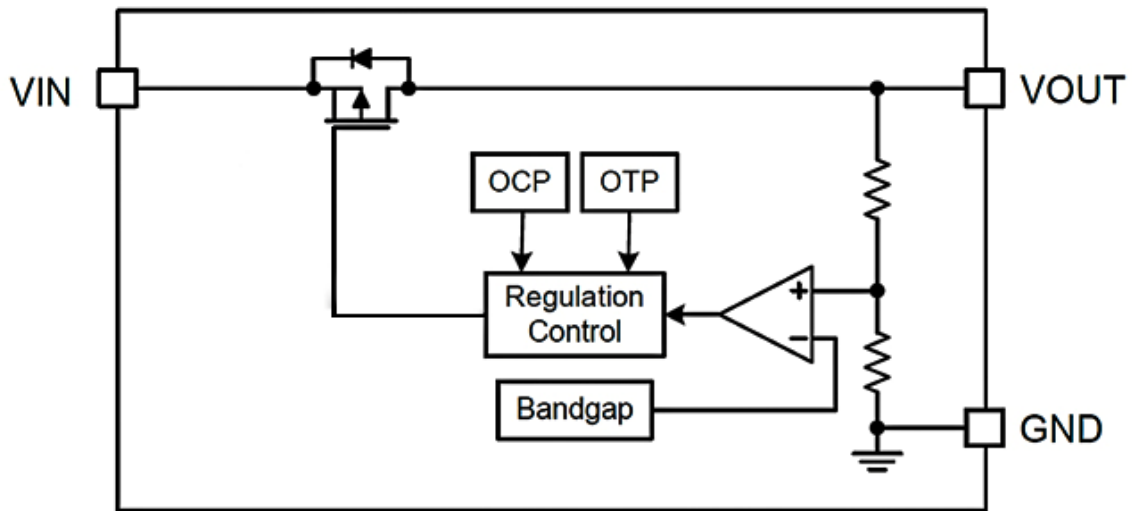 VIN
VOUT
OCP
OTP
Regulation
Control
+
−
Bandgap
GND